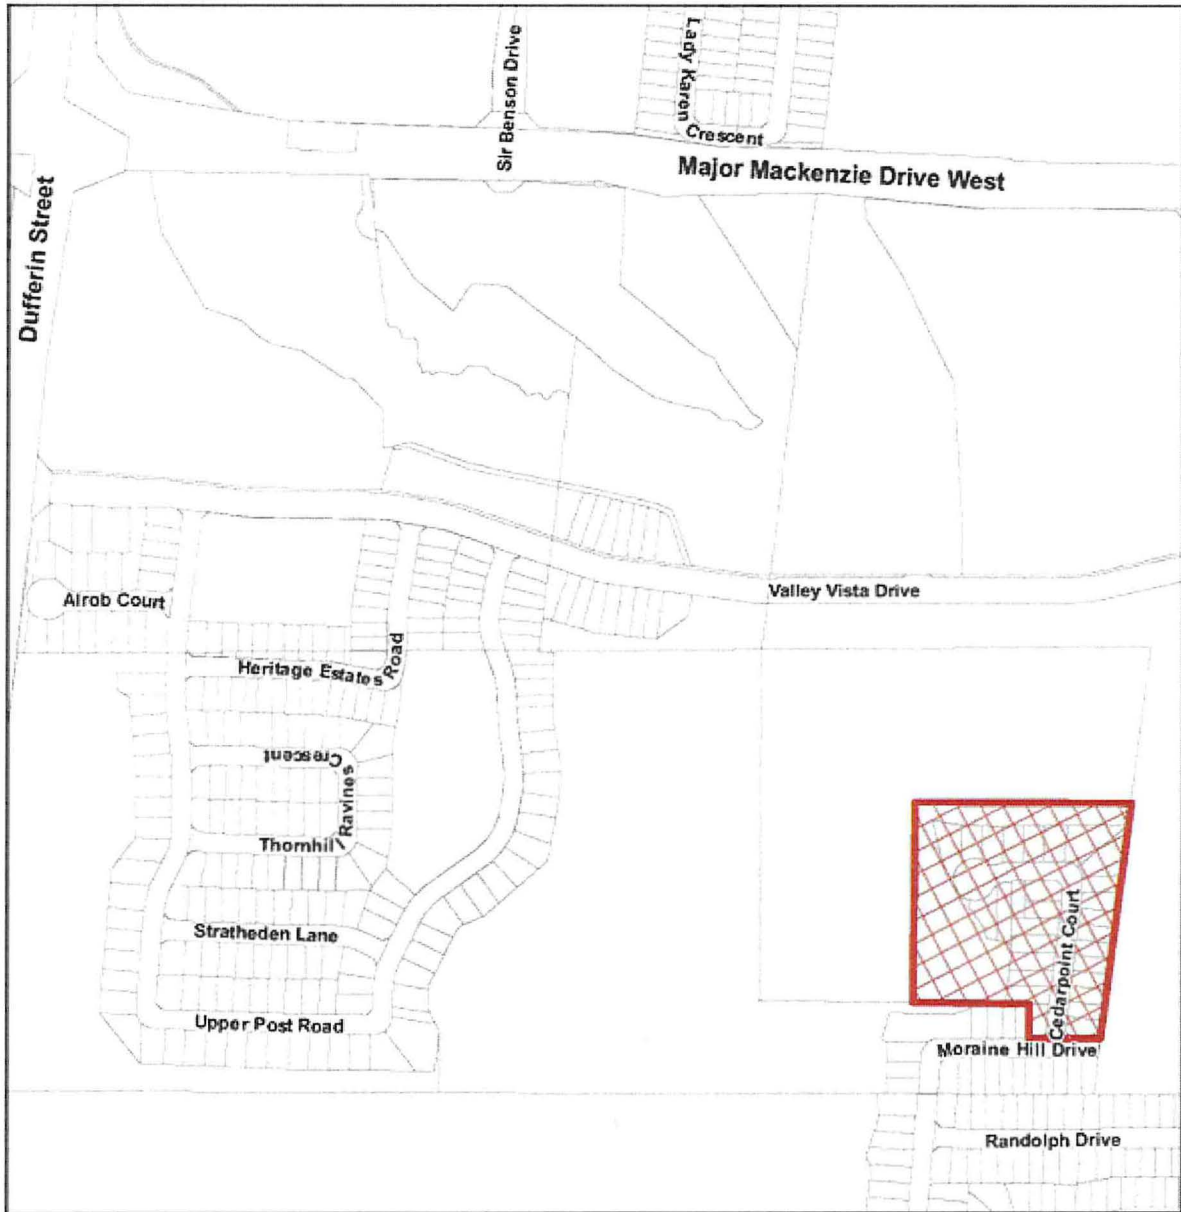 Lady Karen
Crescent
Sir Benson Drive
Major Mackenzie Drive West
Dufferin Street
Valley Vista Drive
Airob Court
Heritage Estates
Road
Crescent
Ravines
Thornhill
Stratheden Lane
Upper Post Road
Cedarpoint Court
Moraine Hill Drive
Randolph Drive